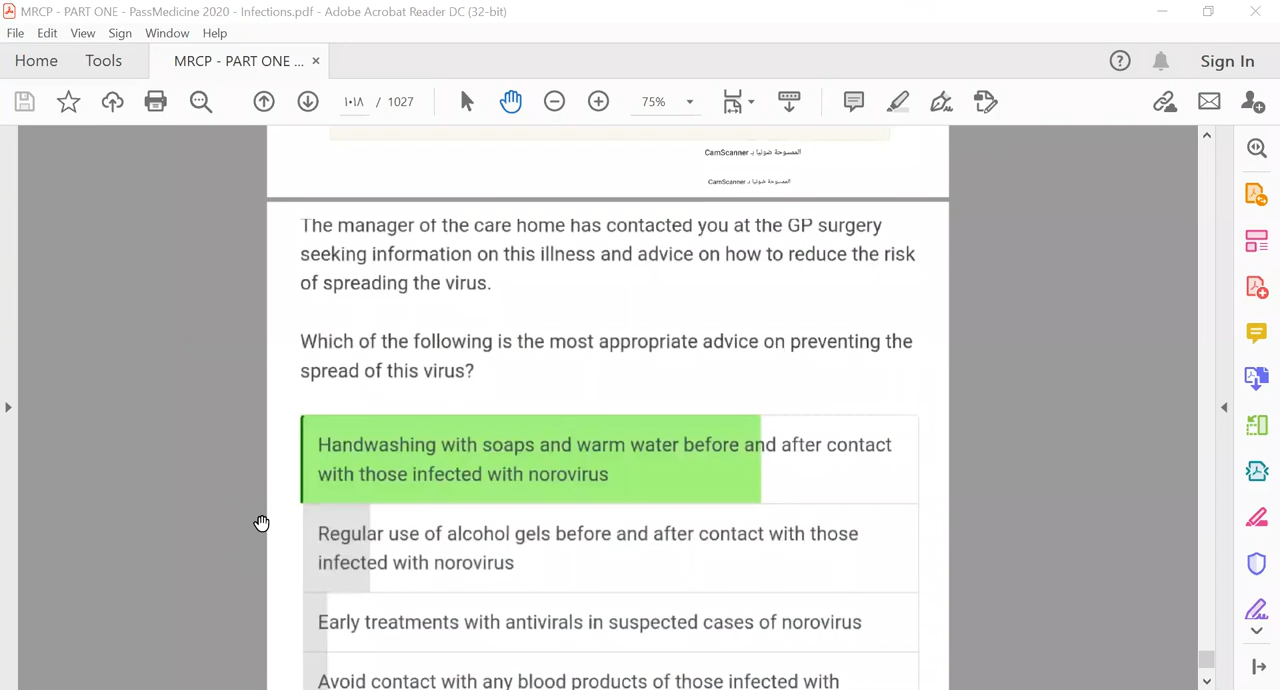 MRCP - PART ONE - PassMedicine 2020 - Infections.pdf - Adobe Acrobat Reader DC (32-bit)
File Edit View Sign Window Help
Home Tools MRCP - PART ONE ... × Sign In
١٠١٨ / 1027 75%
الممسوحة ضوئيا بـ CamScanner
الممسوحة ضوئيا بـ CamScanner
The manager of the care home has contacted you at the GP surgery
seeking information on this illness and advice on how to reduce the risk
of spreading the virus.
Which of the following is the most appropriate advice on preventing the
spread of this virus?
Handwashing with soaps and warm water before and after contact
with those infected with norovirus
Regular use of alcohol gels before and after contact with those
infected with norovirus
Early treatments with antivirals in suspected cases of norovirus
Avoid contact with any blood products of those infected with